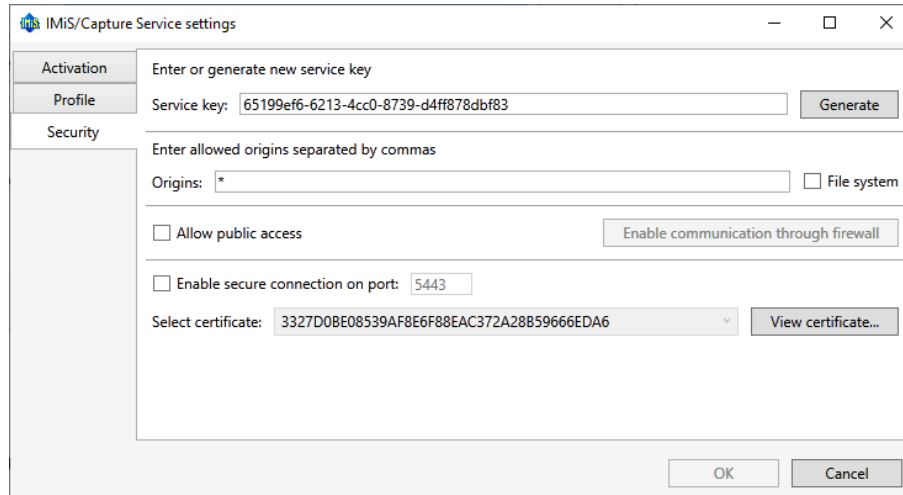 IMiS/Capture Service settings
Activation
Profile
Security
Enter or generate new service key
Service key: 65199ef6-6213-4cc0-8739-d4ff878dbf83 Generate
Enter allowed origins separated by commas
Origins: * File system
Allow public access Enable communication through firewall
Enable secure connection on port: 5443
Select certificate: 3327D0BE08539AF8E6F88EAC372A28B59666EDA6 View certificate...
OK Cancel